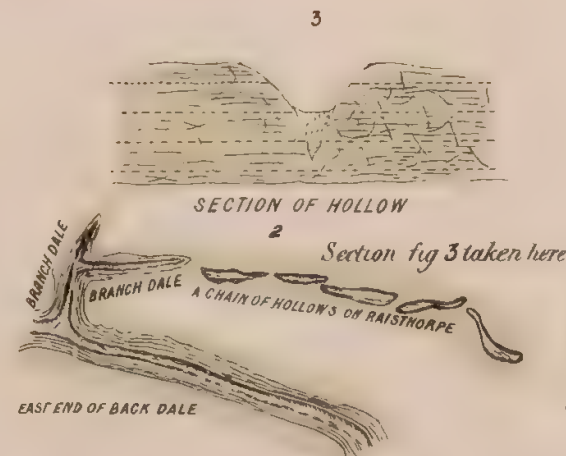 3
SECTION OF HOLLOW
2
Section fig 3 taken here
BRANCH DALE
BRANCH DALE
A CHAIN OF HOLLOWS ON RAISTHORPE
EAST END OF BACK DALE